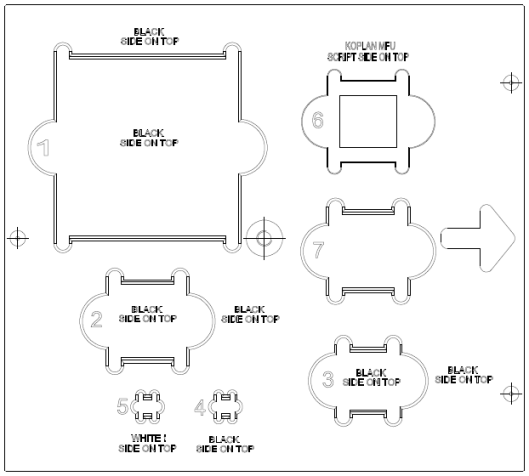 BLACK
SIDE ON TOP
KOPLAN MFU
SCRIPT SIDE ON TOP
1
BLACK
SIDE ON TOP
6
7
2
BLACK
SIDE ON TOP
BLACK
SIDE ON TOP
3
BLACK
SIDE ON TOP
BLACK
SIDE ON TOP
5
4
WHITE !
SIDE ON TOP
BLACK
SIDE ON TOP